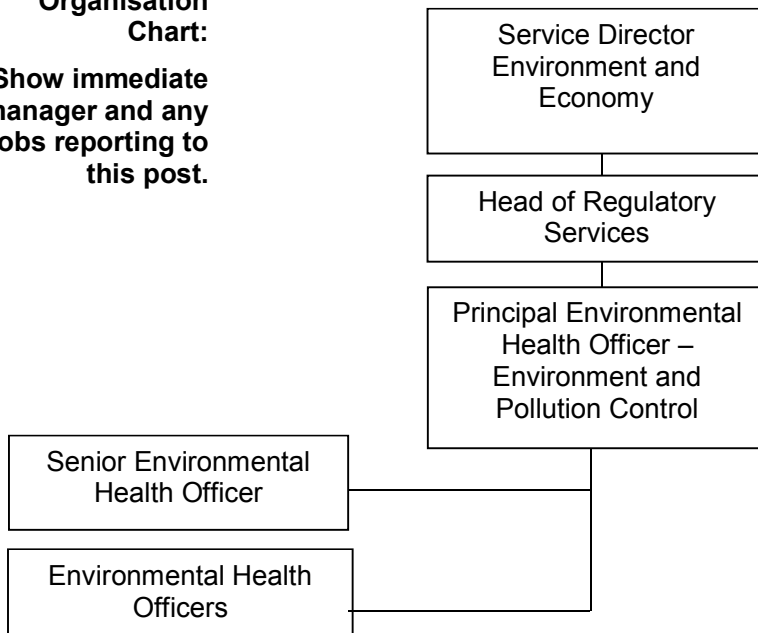 Organisation
Chart:
Show immediate
manager and any
jobs reporting to
this post.
Service Director
Environment and
Economy
Head of Regulatory
Services
Principal Environmental
Health Officer –
Environment and
Pollution Control
Senior Environmental
Health Officer
Environmental Health
Officers